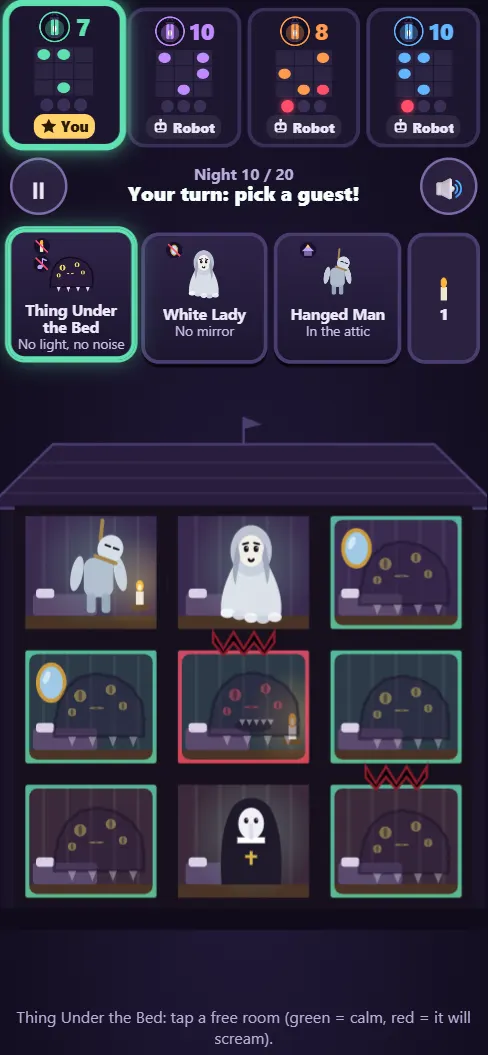 7
10
8
10
You
Robot
Robot
Robot
Night 10 / 20
Your turn: pick a guest!
Thing Under
the Bed
No light, no noise
White Lady
No mirror
Hanged Man
In the attic
1
Thing Under the Bed: tap a free room (green = calm, red = it will
scream).